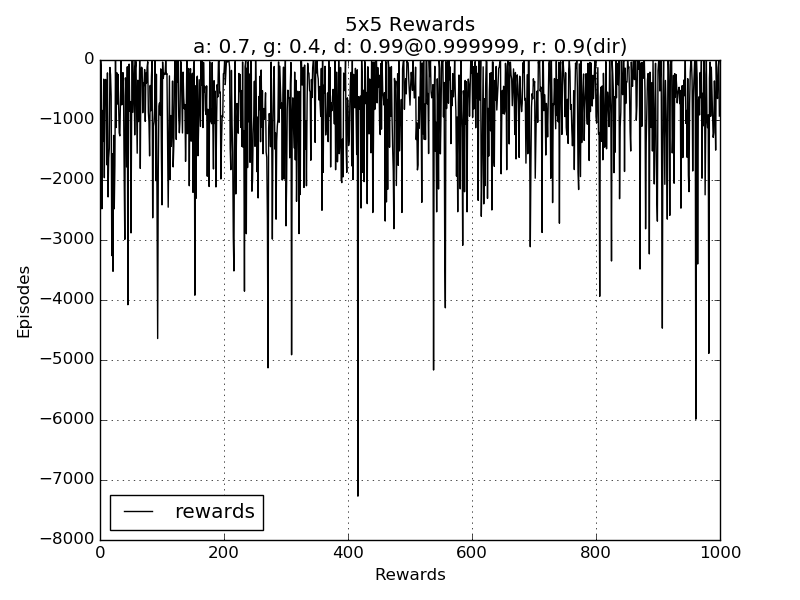 5x5 Rewards
a: 0.7, g: 0.4, d: 0.99@0.999999, r: 0.9(dir)
0
−1000
−2000
−3000
−4000
−5000
−6000
−7000
−8000
Episodes
rewards
0 200 400 600 800 1000
Rewards